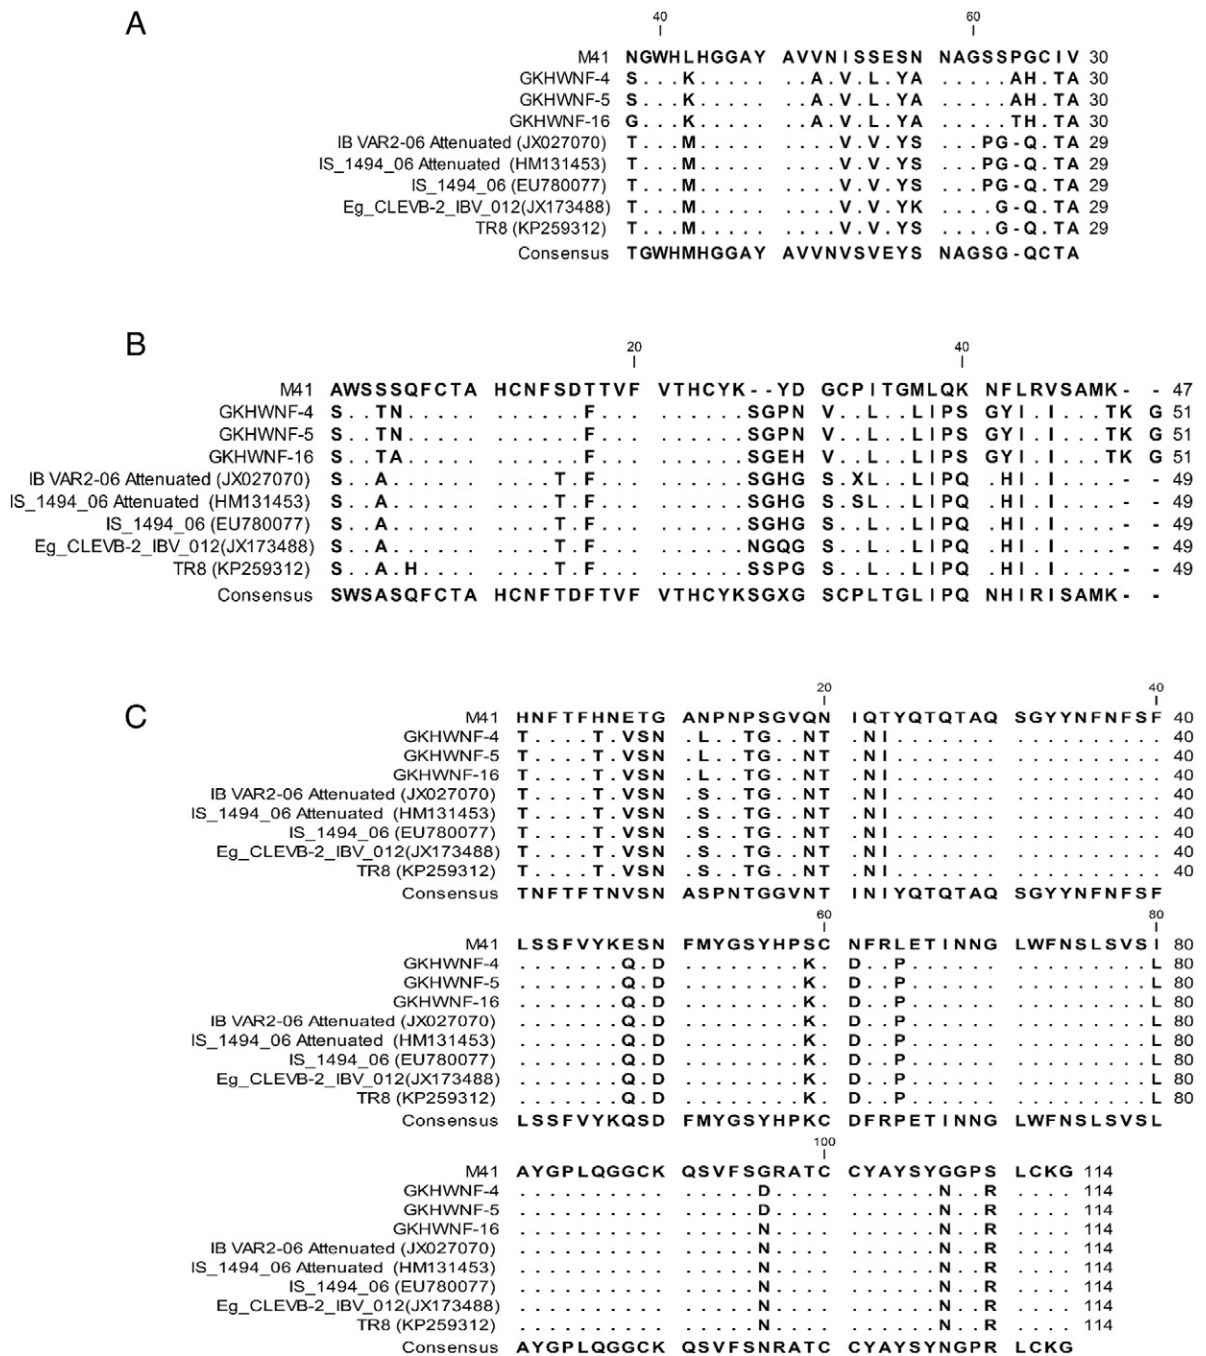 A
40 60
M41 NGWHLHGGAY AVVNISSESN NAGSSPGCIV 30
GKHWNF-4 S...K..... ..A.V.L.YA .....AH.TA 30
GKHWNF-5 S...K..... ..A.V.L.YA .....AH.TA 30
GKHWNF-16 G...K..... ..A.V.L.YA .....TH.TA 30
IB VAR2-06 Attenuated (JX027070) T...M..... ....V.V.YS ...PG-Q.TA 29
IS_1494_06 Attenuated (HM131453) T...M..... ....V.V.YS ...PG-Q.TA 29
IS_1494_06 (EU780077) T...M..... ....V.V.YS ...PG-Q.TA 29
Eg_CLEVB-2_IBV_012(JX173488) T...M..... ....V.V.YK ....G-Q.TA 29
TR8 (KP259312) T...M..... ....V.V.YS ....G-Q.TA 29
Consensus TGWHMHGGAY AVVNVSVEYS NAGSG-QCTA
B
20 40
M41 AWSSSQFCTA HCNFSDTTVF VTHCYK--YD GCPITGMLQK NFLRVSAMK- - 47
GKHWNF-4 S..TN..... ......F... ......SGPN V..L..LIPS GYI.I...TK G 51
GKHWNF-5 S..TN..... ......F... ......SGPN V..L..LIPS GYI.I...TK G 51
GKHWNF-16 S..TA..... ......F... ......SGEH V..L..LIPS GYI.I...TK G 51
IB VAR2-06 Attenuated (JX027070) S..A...... ....T.F... ......SGHG S.XL..LIPQ .HI.I....- - 49
IS_1494_06 Attenuated (HM131453) S..A...... ....T.F... ......SGHG S.SL..LIPQ .HI.I....- - 49
IS_1494_06 (EU780077) S..A...... ....T.F... ......SGHG S..L..LIPQ .HI.I....- - 49
Eg_CLEVB-2_IBV_012(JX173488) S..A...... ....T.F... ......NGQG S..L..LIPQ .HI.I....- - 49
TR8 (KP259312) S..A.H.... ....T.F... ......SSPG S..L..LIPQ .HI.I....- - 49
Consensus SWSASQFCTA HCNFTDFTVF VTHCYKSGXG SCPLTGLIPQ NHIRISAMK- -
C
20 40
M41 HNFTFHNETG ANPNPSGVQN IQTYQTQTAQ SGYYNFNFSF 40
GKHWNF-4 T....T.VSN .L..TG..NT .NI....... .......... 40
GKHWNF-5 T....T.VSN .L..TG..NT .NI....... .......... 40
GKHWNF-16 T....T.VSN .L..TG..NT .NI....... .......... 40
IB VAR2-06 Attenuated (JX027070) T....T.VSN .S..TG..NT .NI....... .......... 40
IS_1494_06 Attenuated (HM131453) T....T.VSN .S..TG..NT .NI....... .......... 40
IS_1494_06 (EU780077) T....T.VSN .S..TG..NT .NI....... .......... 40
Eg_CLEVB-2_IBV_012(JX173488) T....T.VSN .S..TG..NT .NI....... .......... 40
TR8 (KP259312) T....T.VSN .S..TG..NT .NI....... .......... 40
Consensus TNFTFTNVSN ASPNTGGVNT INIYQTQTAQ SGYYNFNFSF
60 80
M41 LSSFVYKESN FMYGSYHPSC NFRLETINNG LWFNSLSVSI 80
GKHWNF-4 .......Q.D ........K. D..P...... .........L 80
GKHWNF-5 .......Q.D ........K. D..P...... .........L 80
GKHWNF-16 .......Q.D ........K. D..P...... .........L 80
IB VAR2-06 Attenuated (JX027070) .......Q.D ........K. D..P...... .........L 80
IS_1494_06 Attenuated (HM131453) .......Q.D ........K. D..P...... .........L 80
IS_1494_06 (EU780077) .......Q.D ........K. D..P...... .........L 80
Eg_CLEVB-2_IBV_012(JX173488) .......Q.D ........K. D..P...... .........L 80
TR8 (KP259312) .......Q.D ........K. D..P...... .........L 80
Consensus LSSFVYKQSD FMYGSYHPKC DFRPETINNG LWFNSLSVSL
100
M41 AYGPLQGGCK QSVFSGRATC CYAYSYGGPS LCKG 114
GKHWNF-4 .......... .....D.... ......N..R .... 114
GKHWNF-5 .......... .....D.... ......N..R .... 114
GKHWNF-16 .......... .....N.... ......N..R .... 114
IB VAR2-06 Attenuated (JX027070) .......... .....N.... ......N..R .... 114
IS_1494_06 Attenuated (HM131453) .......... .....N.... ......N..R .... 114
IS_1494_06 (EU780077) .......... .....N.... ......N..R .... 114
Eg_CLEVB-2_IBV_012(JX173488) .......... .....N.... ......N..R .... 114
TR8 (KP259312) .......... .....N.... ......N..R .... 114
Consensus AYGPLQGGCK QSVFSNRATC CYAYSYNGPR LCKG